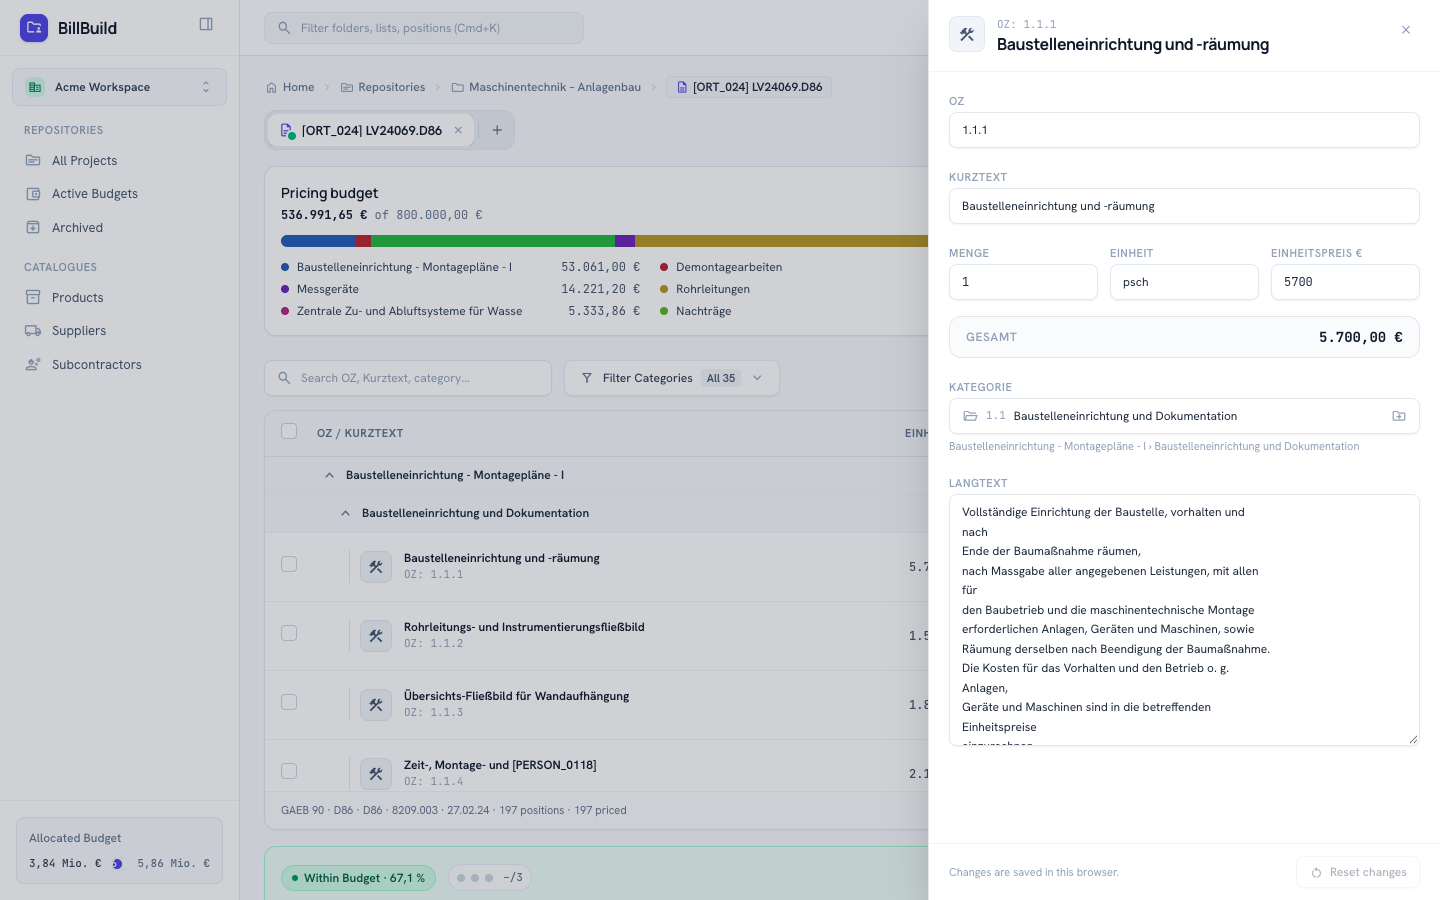 BillBuild
Acme Workspace
REPOSITORIES
All Projects
Active Budgets
Archived
CATALOGUES
Products
Suppliers
Subcontractors
Allocated Budget
3,84 Mio. € 5,86 Mio. €
Filter folders, lists, positions (Cmd+K)
Home Repositories Maschinentechnik – Anlagenbau [ORT_024] LV24069.D86
[ORT_024] LV24069.D86
Pricing budget
536.991,65 € of 800.000,00 €
Baustelleneinrichtung - Montagepläne - I 53.061,00 € Demontagearbeiten
Messgeräte 14.221,20 € Rohrleitungen
Zentrale Zu- und Abluftsysteme für Wasse 5.333,86 € Nachträge
Search OZ, Kurztext, category...
Filter Categories All 35
OZ / KURZTEXT EINH
Baustelleneinrichtung - Montagepläne - I
Baustelleneinrichtung und Dokumentation
Baustelleneinrichtung und -räumung
OZ: 1.1.1
5.7
Rohrleitungs- und Instrumentierungsfließbild
OZ: 1.1.2
1.5
Übersichts-Fließbild für Wandaufhängung
OZ: 1.1.3
1.8
Zeit-, Montage- und [PERSON_0118]
OZ: 1.1.4
2.1
GAEB 90 · D86 · D86 · 8209.003 · 27.02.24 · 197 positions · 197 priced
Within Budget · 67,1 % –/3
OZ: 1.1.1
Baustelleneinrichtung und -räumung
OZ
1.1.1
KURZTEXT
Baustelleneinrichtung und -räumung
MENGE EINHEIT EINHEITSPREIS €
1 psch 5700
GESAMT 5.700,00 €
KATEGORIE
1.1 Baustelleneinrichtung und Dokumentation
Baustelleneinrichtung - Montagepläne - I › Baustelleneinrichtung und Dokumentation
LANGTEXT
Vollständige Einrichtung der Baustelle, vorhalten und
nach
Ende der Baumaßnahme räumen,
nach Massgabe aller angegebenen Leistungen, mit allen
für
den Baubetrieb und die maschinentechnische Montage
erforderlichen Anlagen, Geräten und Maschinen, sowie
Räumung derselben nach Beendigung der Baumaßnahme.
Die Kosten für das Vorhalten und den Betrieb o. g.
Anlagen,
Geräte und Maschinen sind in die betreffenden
Einheitspreise
Changes are saved in this browser.
Reset changes